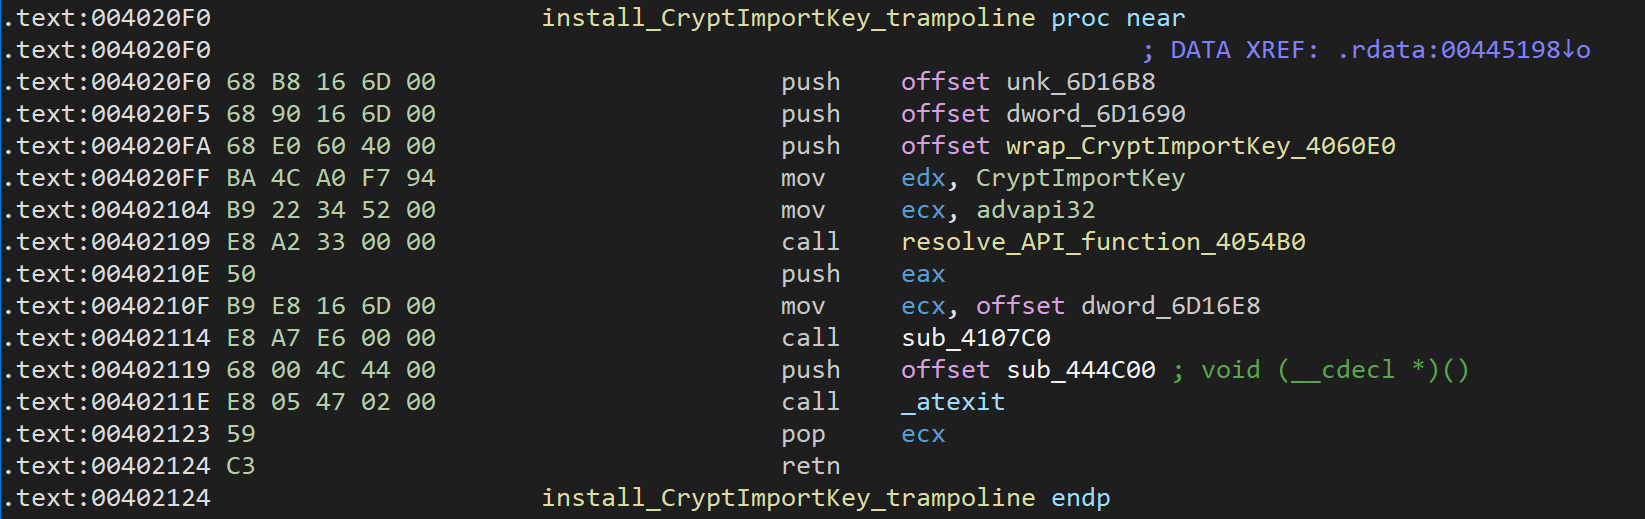 .text:004020F0 install_CryptImportKey_trampoline proc near
.text:004020F0 ; DATA XREF: .rdata:00445198↓o
.text:004020F0 68 B8 16 6D 00 push offset unk_6D16B8
.text:004020F5 68 90 16 6D 00 push offset dword_6D1690
.text:004020FA 68 E0 60 40 00 push offset wrap_CryptImportKey_4060E0
.text:004020FF BA 4C A0 F7 94 mov edx, CryptImportKey
.text:00402104 B9 22 34 52 00 mov ecx, advapi32
.text:00402109 E8 A2 33 00 00 call resolve_API_function_4054B0
.text:0040210E 50 push eax
.text:0040210F B9 E8 16 6D 00 mov ecx, offset dword_6D16E8
.text:00402114 E8 A7 E6 00 00 call sub_4107C0
.text:00402119 68 00 4C 44 00 push offset sub_444C00 ; void (__cdecl *)()
.text:0040211E E8 05 47 02 00 call _atexit
.text:00402123 59 pop ecx
.text:00402124 C3 retn
.text:00402124 install_CryptImportKey_trampoline endp